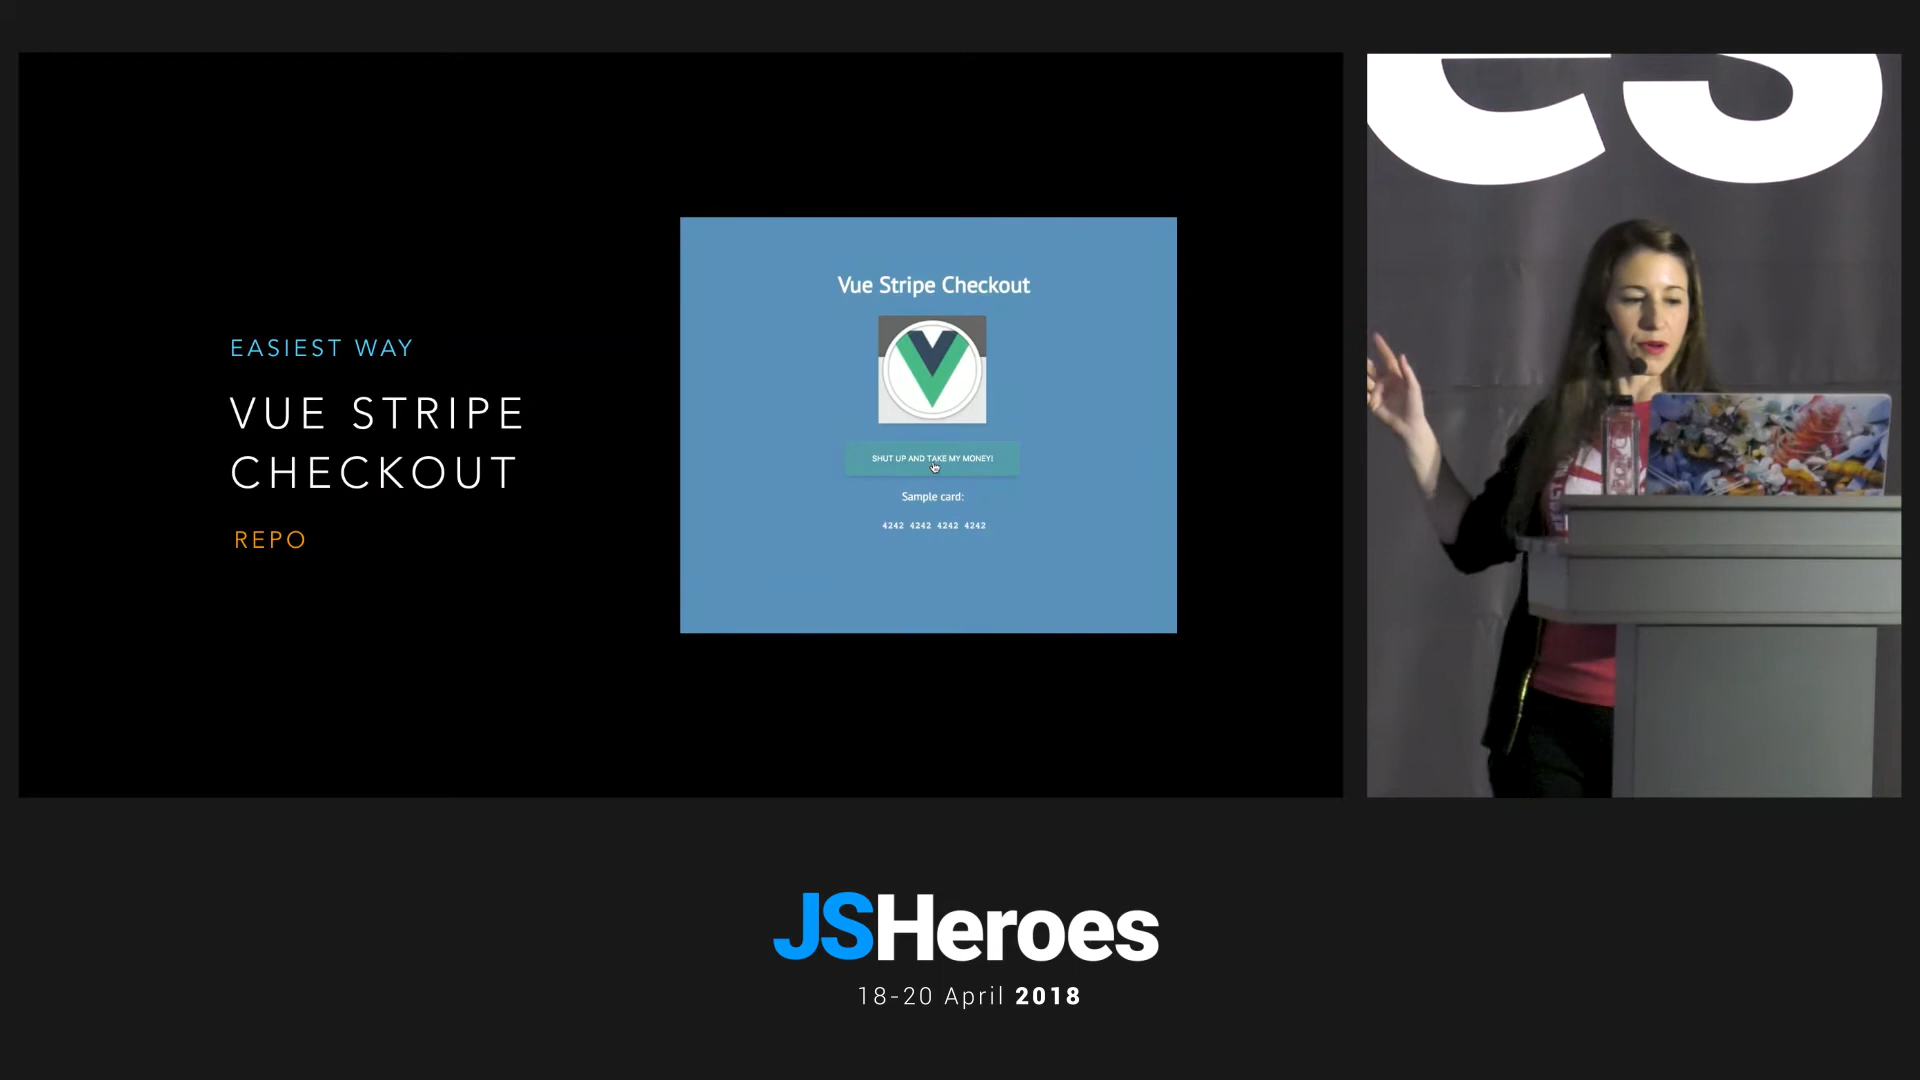 EASIEST WAY
VUE STRIPE
CHECKOUT
REPO
Vue Stripe Checkout
SHUT UP AND TAKE MY MONEY!
Sample card:
4242 4242 4242 4242
es
JSHeroes
18-20 April 2018